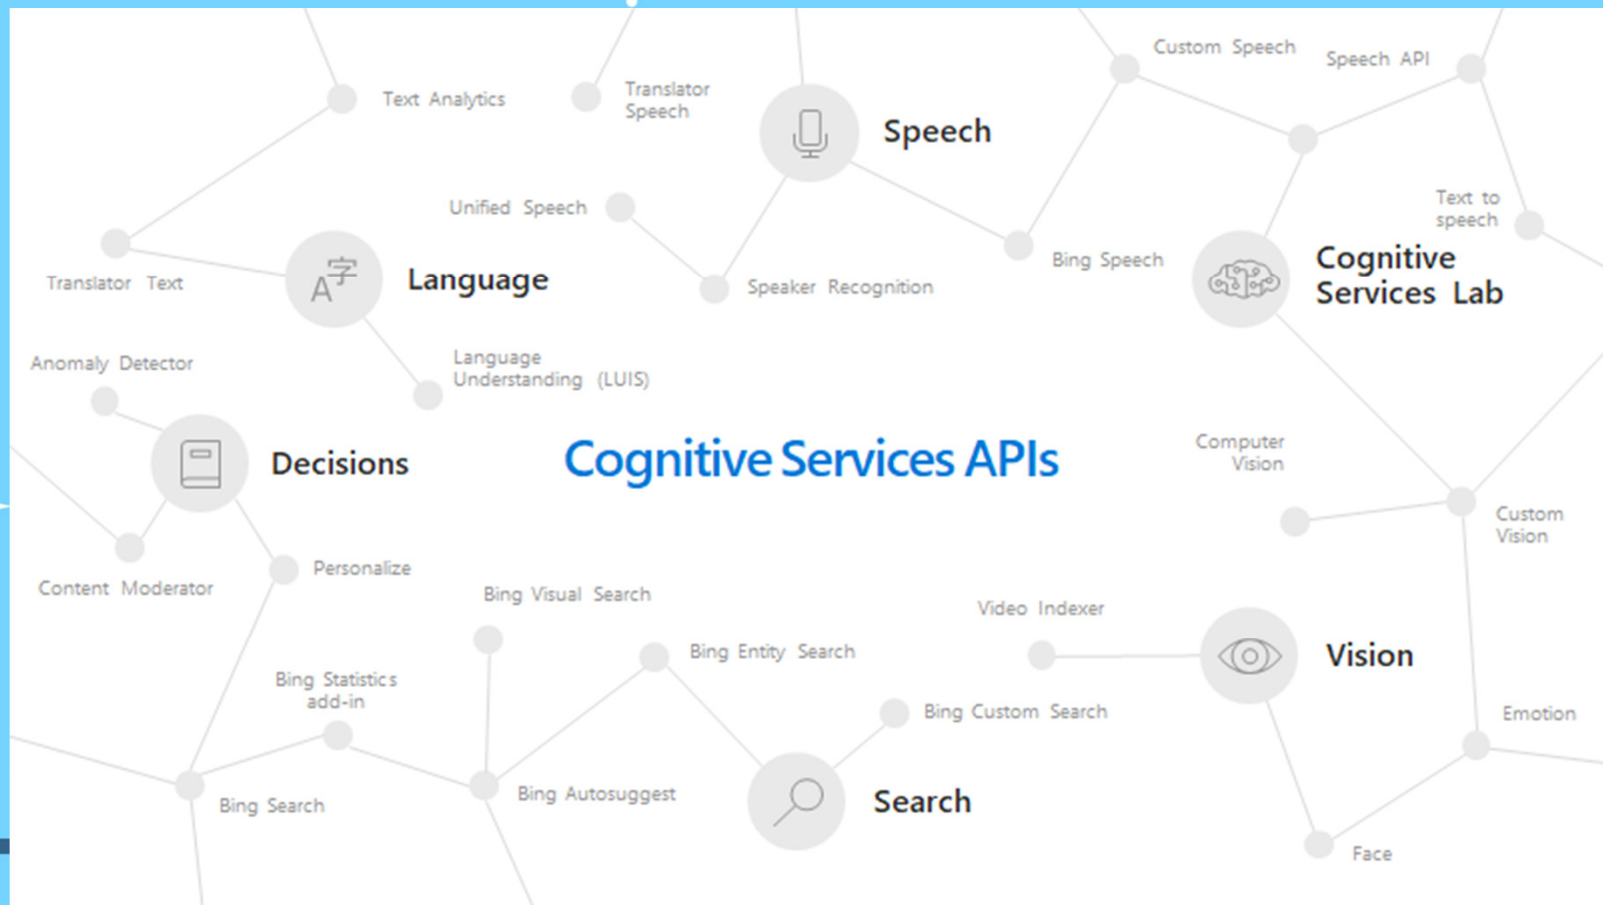 Custom Speech
Speech API
Text Analytics
Translator
Speech
Speech
Unified Speech
Text to
speech
Bing Speech
Cognitive
Services Lab
Translator Text
A字
Language
Speaker Recognition
Anomaly Detector
Language
Understanding (LUIS)
Decisions
Cognitive Services APIs
Computer
Vision
Custom
Vision
Content Moderator
Personalize
Bing Visual Search
Video Indexer
Bing Entity Search
Vision
Bing Statistics
add-in
Bing Custom Search
Emotion
Bing Search
Bing Autosuggest
Search
Face